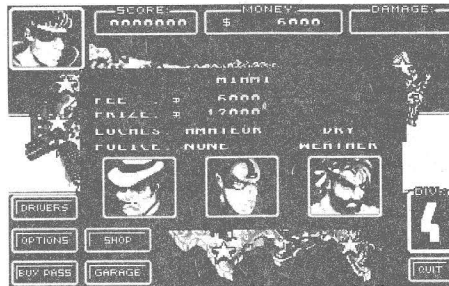 SCORE: MONEY: DAMAGE:
0000000 $ 6000
MIAMI
FEE : $ 6000
PRIZE: $ 12000
LOCALS: AMATEUR DRY
POLICE: NONE WEATHER
DRIVERS
DIV:
4
OPTIONS SHOP
BUY PASS GARAGE QUIT